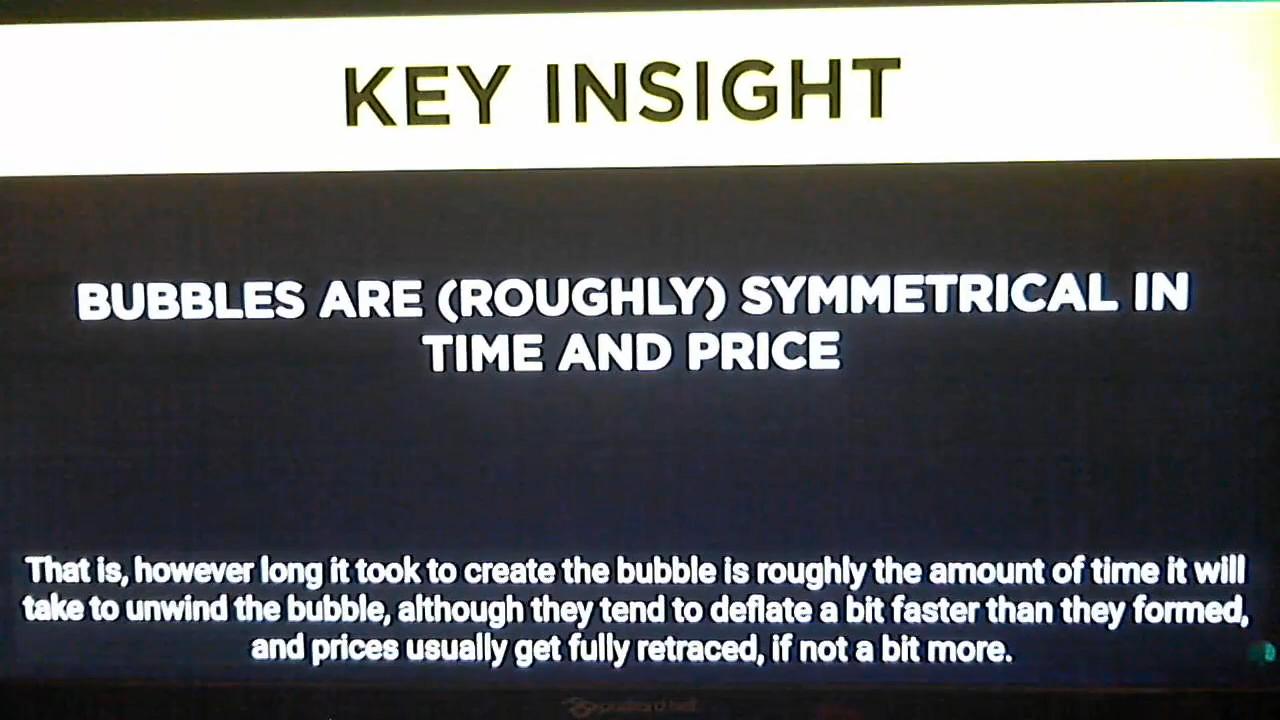 KEY INSIGHT
BUBBLES ARE (ROUGHLY) SYMMETRICAL IN
TIME AND PRICE
That is, however long it took to create the bubble is roughly the amount of time it will
take to unwind the bubble, although they tend to deflate a bit faster than they formed,
and prices usually get fully retraced, if not a bit more.